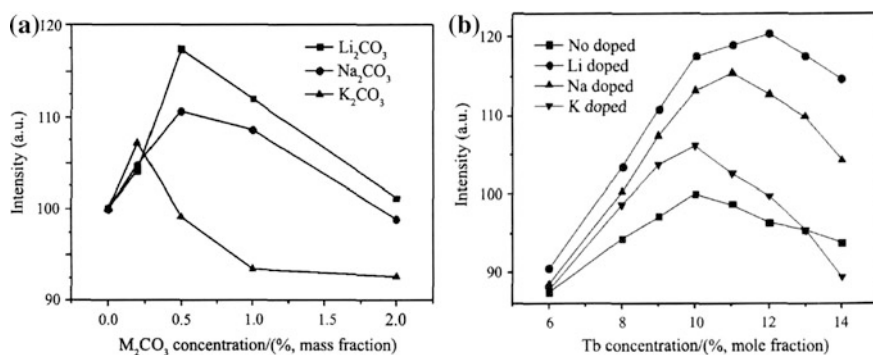 (a)
120
110
100
90
Intensity (a.u.)
Li₂CO₃
Na₂CO₃
K₂CO₃
0.0 0.5 1.0 1.5 2.0
M₂CO₃ concentration/(%, mass fraction)
(b)
120
110
100
90
Intensity (a.u.)
No doped
Li doped
Na doped
K doped
6 8 10 12 14
Tb concentration/(%, mole fraction)